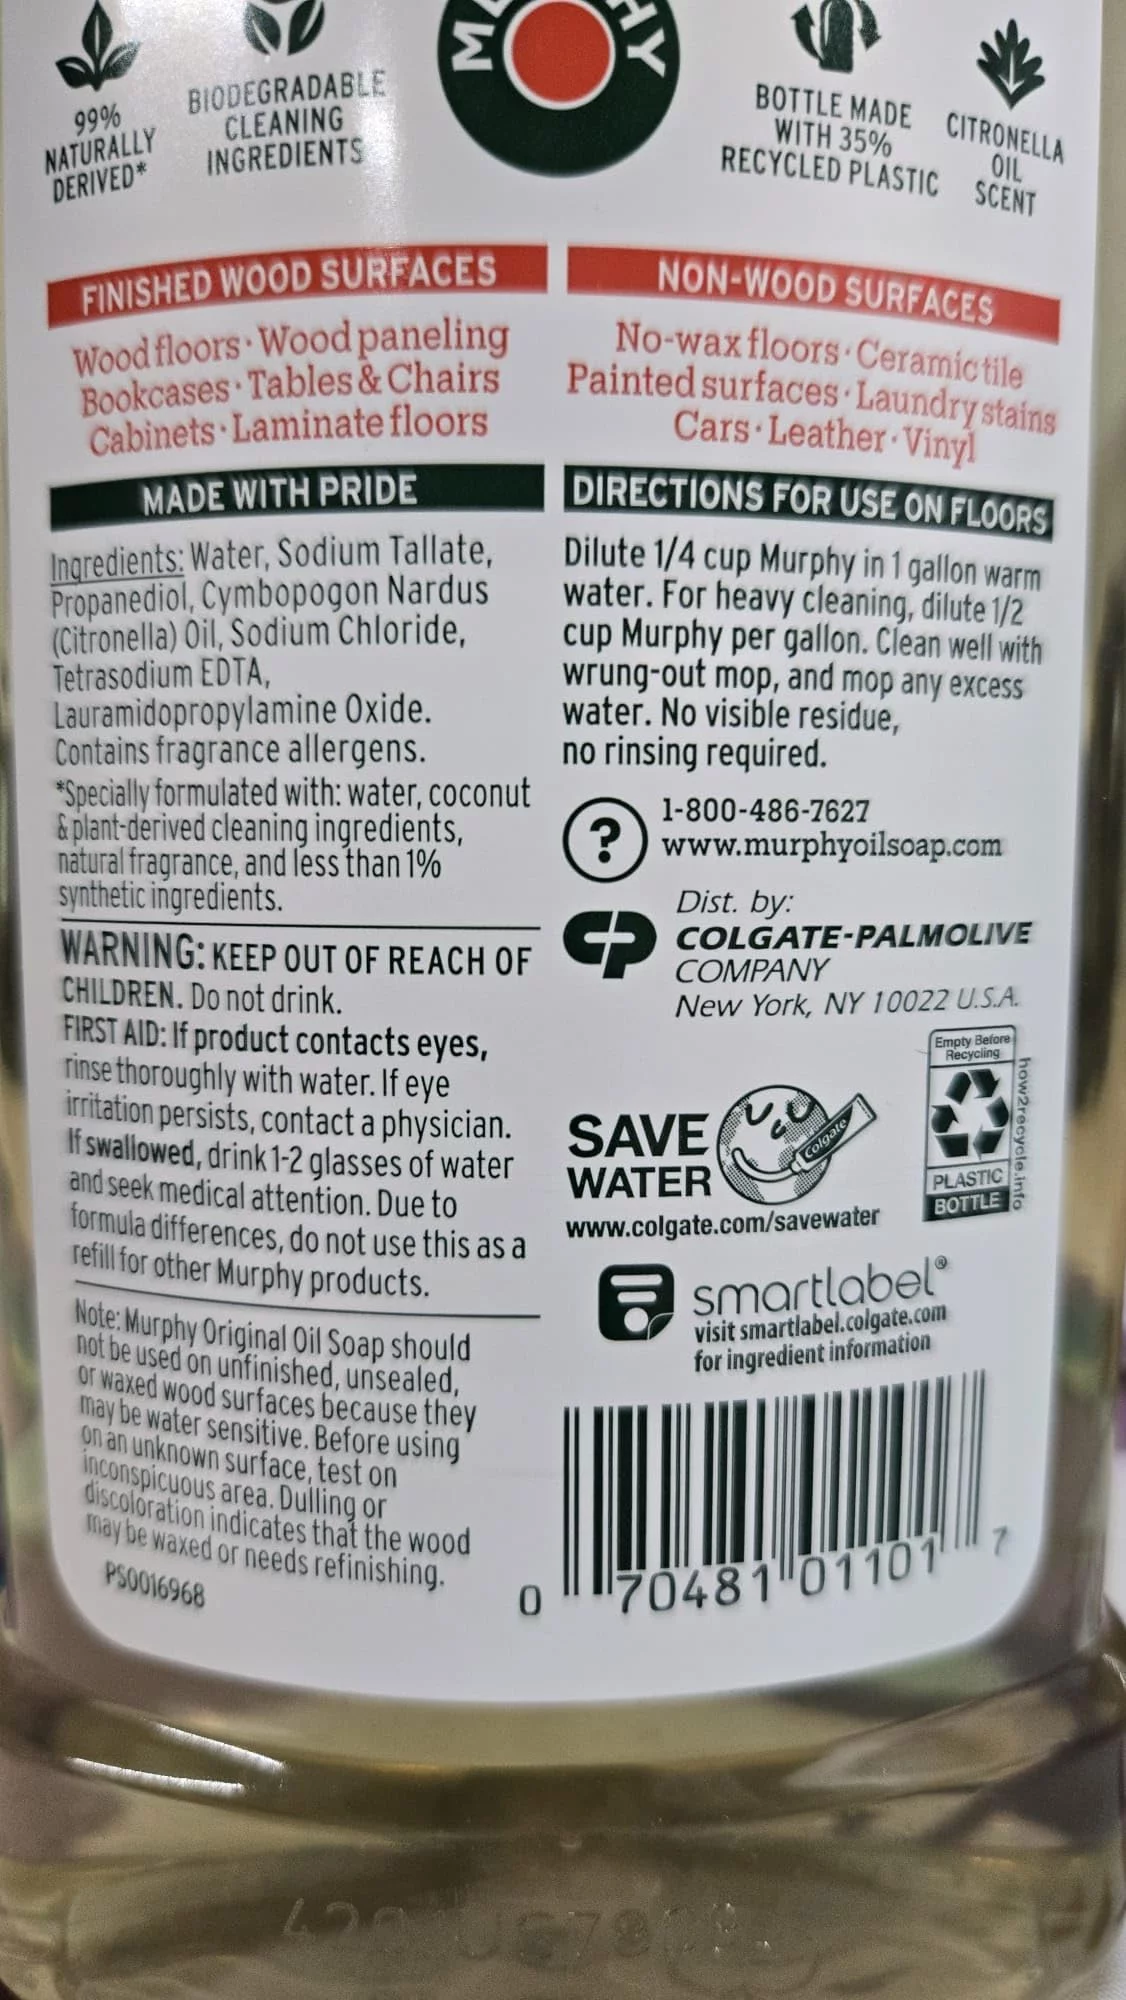 99%
NATURALLY
DERIVED*
BIODEGRADABLE
CLEANING
INGREDIENTS
BOTTLE MADE
WITH 35%
RECYCLED PLASTIC
CITRONELLA
OIL
SCENT
FINISHED WOOD SURFACES
Wood floors · Wood paneling
Bookcases · Tables & Chairs
Cabinets · Laminate floors
NON-WOOD SURFACES
No-wax floors · Ceramic tile
Painted surfaces · Laundry stains
Cars · Leather · Vinyl
MADE WITH PRIDE
Ingredients: Water, Sodium Tallate,
Propanediol, Cymbopogon Nardus
(Citronella) Oil, Sodium Chloride,
Tetrasodium EDTA,
Lauramidopropylamine Oxide.
Contains fragrance allergens.
*Specially formulated with: water, coconut
& plant-derived cleaning ingredients,
natural fragrance, and less than 1%
synthetic ingredients.
WARNING: KEEP OUT OF REACH OF
CHILDREN. Do not drink.
FIRST AID: If product contacts eyes,
rinse thoroughly with water. If eye
irritation persists, contact a physician.
If swallowed, drink 1-2 glasses of water
and seek medical attention. Due to
formula differences, do not use this as a
refill for other Murphy products.
Note: Murphy Original Oil Soap should
not be used on unfinished, unsealed,
or waxed wood surfaces because they
may be water sensitive. Before using
on an unknown surface, test on
inconspicuous area. Dulling or
discoloration indicates that the wood
may be waxed or needs refinishing.
PS0016968
DIRECTIONS FOR USE ON FLOORS
Dilute 1/4 cup Murphy in 1 gallon warm
water. For heavy cleaning, dilute 1/2
cup Murphy per gallon. Clean well with
wrung-out mop, and mop any excess
water. No visible residue,
no rinsing required.
?
1-800-486-7627
www.murphyoilsoap.com
Dist. by:
COLGATE-PALMOLIVE
COMPANY
New York, NY 10022 U.S.A.
SAVE
WATER
Colgate
www.colgate.com/savewater
Empty Before
Recycling
PLASTIC
BOTTLE
how2recycle.info
smartlabel®
visit smartlabel.colgate.com
for ingredient information
0 70481 01101 7